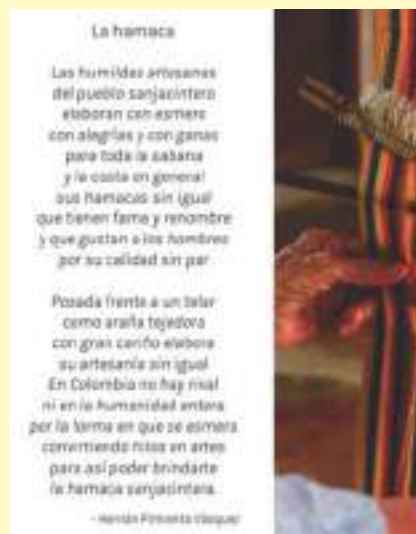 La hamaca
Las humildes artesanas
del pueblo sanjacintero
elaboran con esmero
con alegrías y con ganas
para toda la sabana
y la costa en general
sus hamacas sin igual
que tienen fama y renombre
y que gustan a los hombres
por su calidad sin par
Posada frente a un telar
como araña tejedora
con gran cariño elabora
su artesanía sin igual
En Colombia no hay rival
ni en la humanidad entera
por la forma en que se esmera
convirtiendo hilos en artes
para así poder brindarte
la hamaca sanjacintera.
- Hernán Pimienta Vásquez